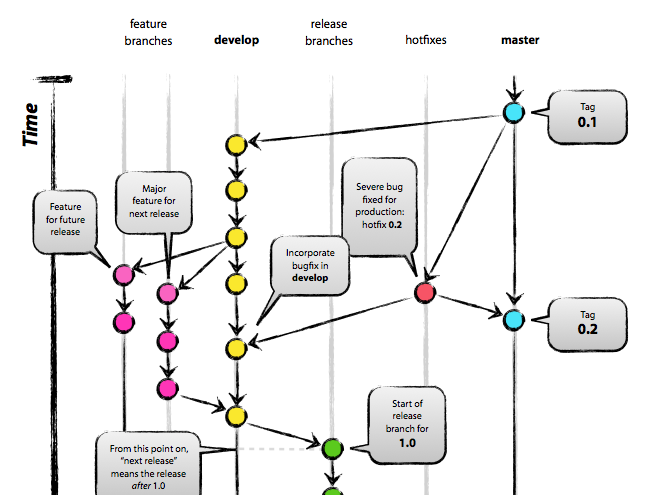 feature
branches
develop
release
branches
hotfixes
master
Time
Tag
0.1
Major
feature for
next release
Severe bug
fixed for
production:
hotfix 0.2
Feature
for future
release
Incorporate
bugfix in
develop
Tag
0.2
Start of
release
branch for
1.0
From this point on,
“next release”
means the release
after 1.0